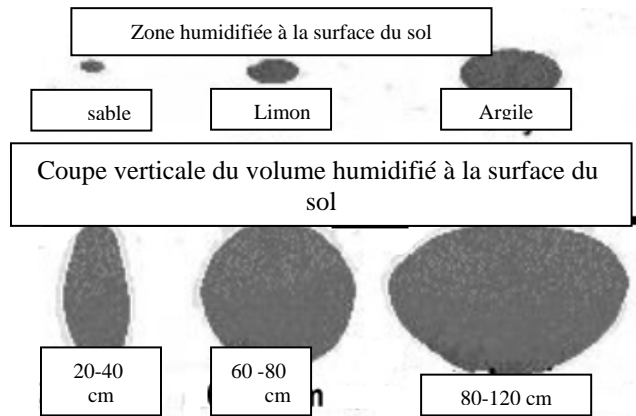 Zone humidifiée à la surface du sol
sable
Limon
Argile
Coupe verticale du volume humidifié à la surface du
sol
20-40
cm
60 -80
cm
80-120 cm